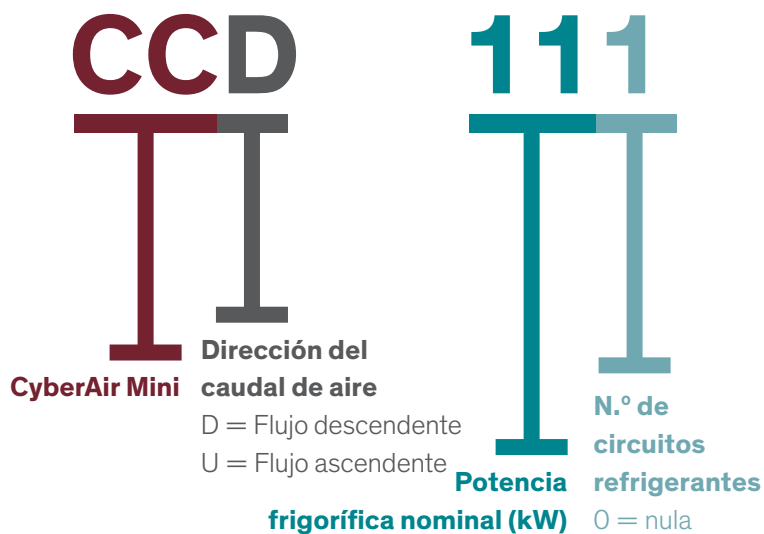 CCD 111
CyberAir Mini
Dirección del
caudal de aire
D = Flujo descendente
U = Flujo ascendente
Potencia
frigorífica nominal (kW)
N.º de
circuitos
refrigerantes
0 = nula